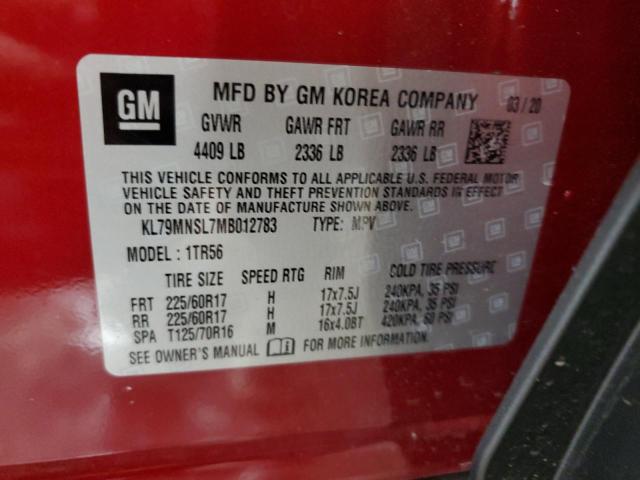 GM
MFD BY GM KOREA COMPANY 03/20
GVWR GAWR FRT GAWR RR
4409 LB 2336 LB 2336 LB
THIS VEHICLE CONFORMS TO ALL APPLICABLE U.S. FEDERAL MOTOR
VEHICLE SAFETY AND THEFT PREVENTION STANDARDS IN EFFECT
ON THE DATE OF MANUFACTURE SHOWN ABOVE.
KL79MNSL7MB012783 TYPE: MPV
MODEL : 1TR56
TIRE SIZE SPEED RTG RIM COLD TIRE PRESSURE
FRT 225/60R17 H 17x7.5J 240KPA, 35 PSI
RR 225/60R17 H 17x7.5J 240KPA, 35 PSI
SPA T125/70R16 M 16x4.0BT 420KPA, 60 PSI
SEE OWNER'S MANUAL FOR MORE INFORMATION.